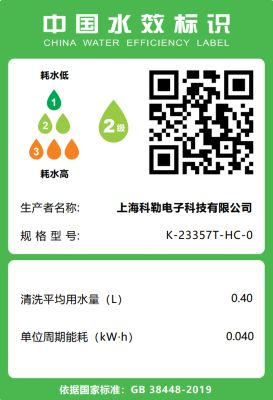 中国水效标识
CHINA WATER EFFICIENCY LABEL
耗水低
1
2
3
耗水高
2级
生产者名称: 上海科勒电子科技有限公司
规格型号: K-23357T-HC-0
清洗平均用水量（L） 0.40
单位周期能耗（kW·h） 0.040
依据国家标准：GB 38448-2019